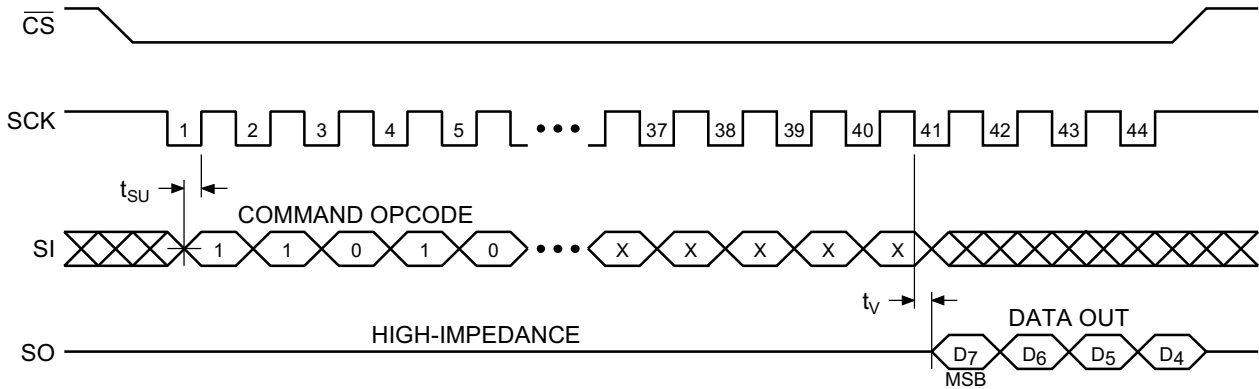 CS
SCK 1 2 3 4 5 ••• 37 38 39 40 41 42 43 44
tSU
COMMAND OPCODE
SI 1 1 0 1 0 ••• X X X X X
tV
HIGH-IMPEDANCE DATA OUT
SO D7 D6 D5 D4
MSB